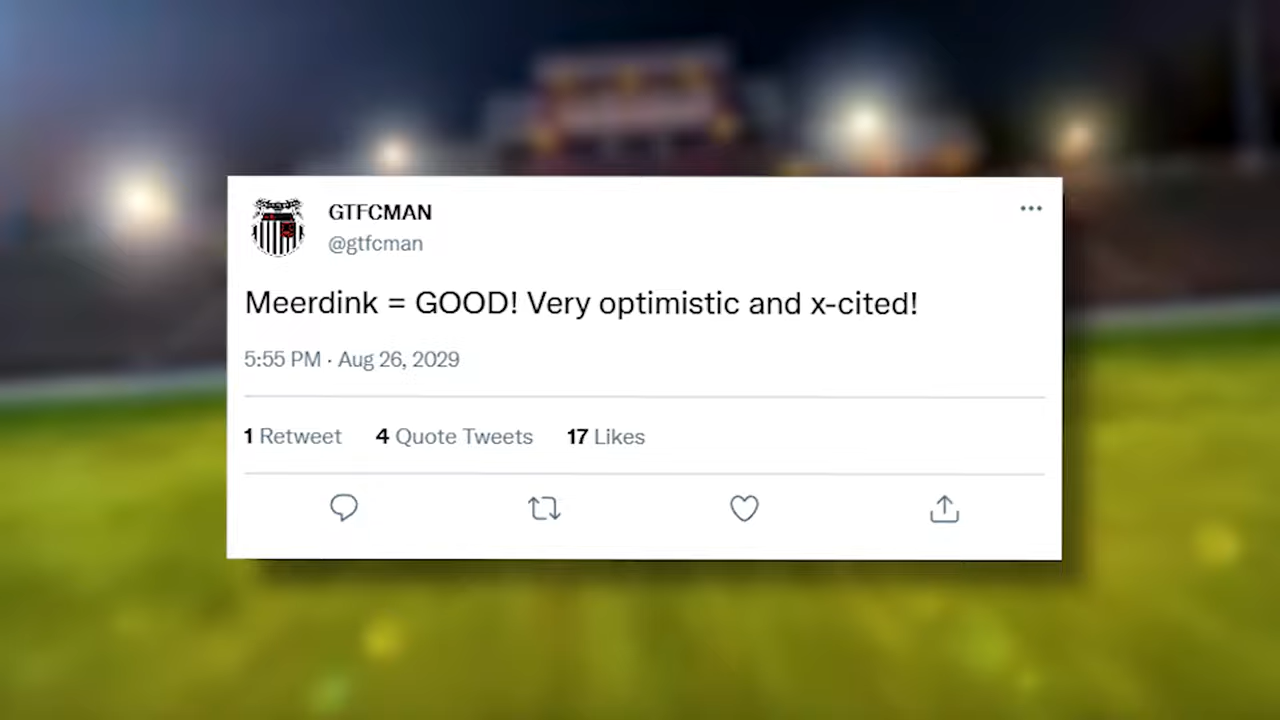 GTFCMAN
@gtfcman
Meerdink = GOOD! Very optimistic and x-cited!
5:55 PM · Aug 26, 2029
1 Retweet 4 Quote Tweets 17 Likes